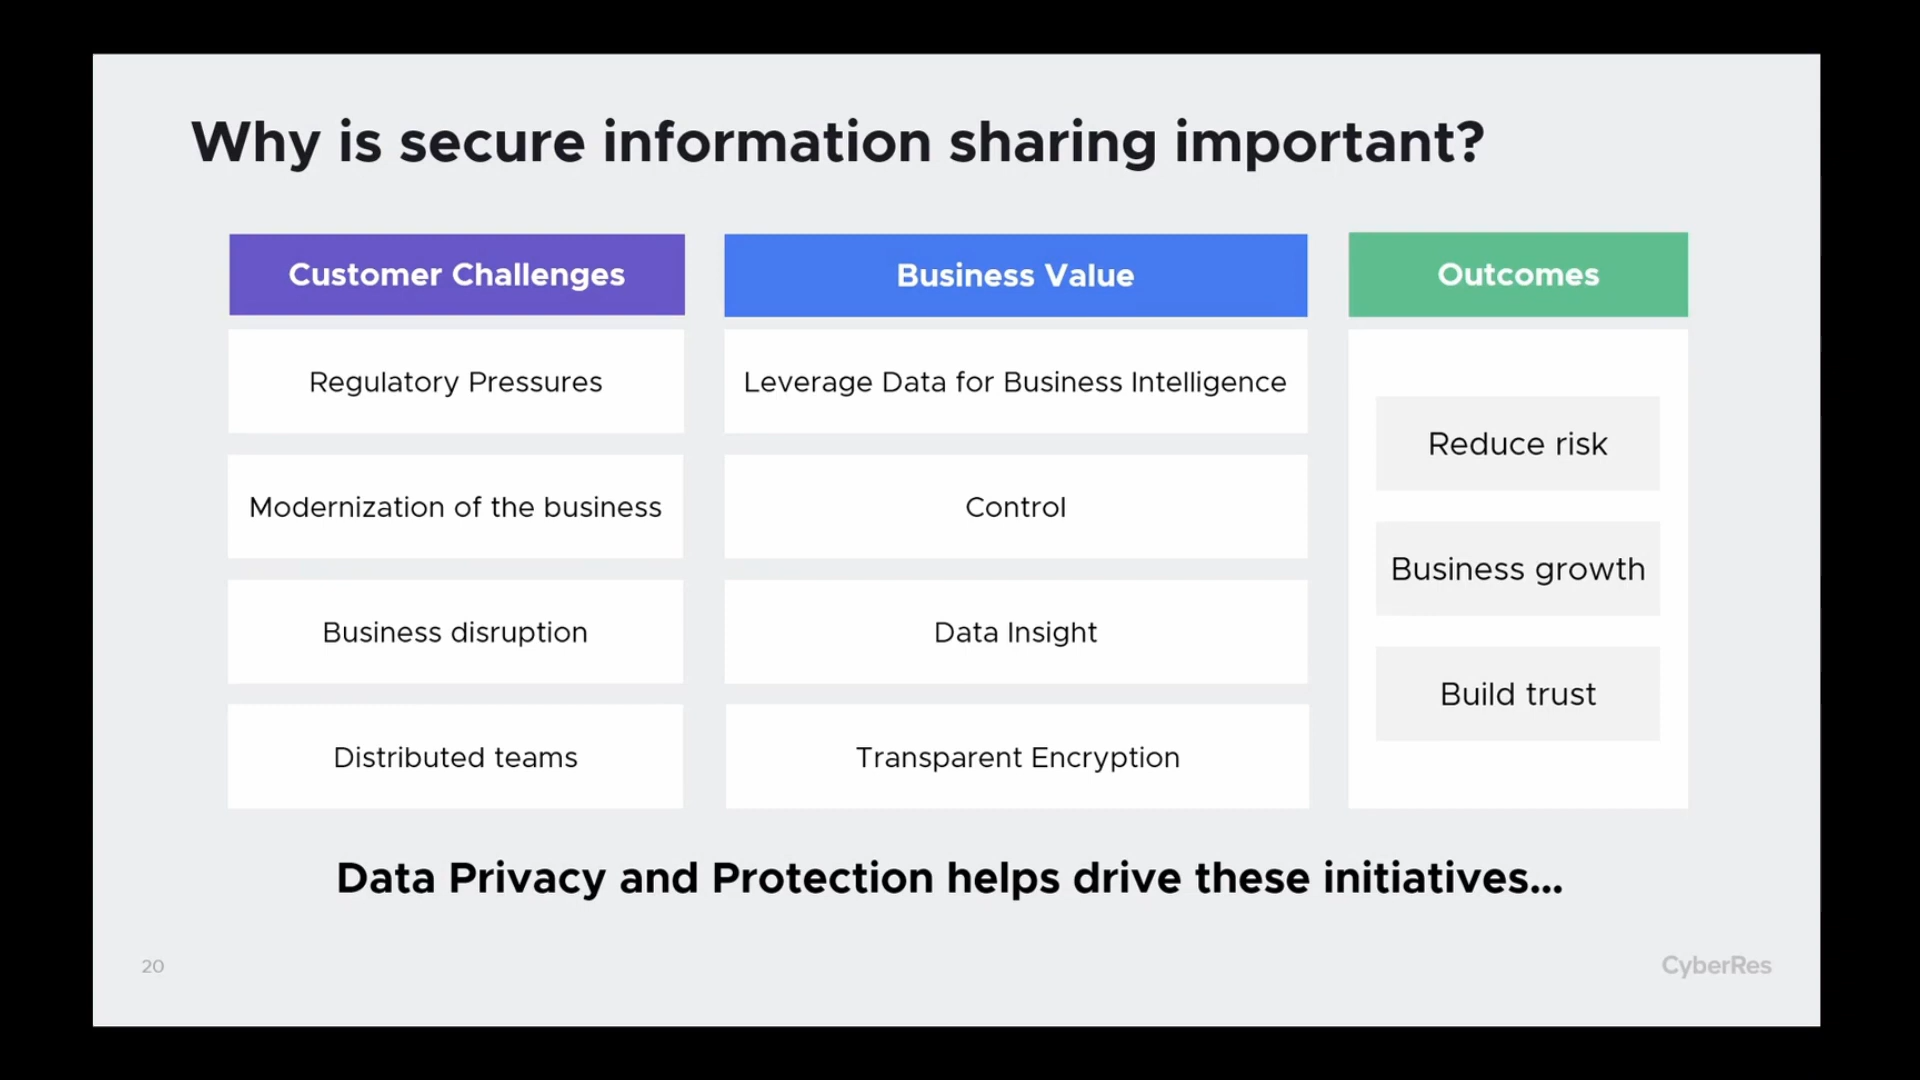 Why is secure information sharing important?
Customer Challenges
Regulatory Pressures
Modernization of the business
Business disruption
Distributed teams
Business Value
Leverage Data for Business Intelligence
Control
Data Insight
Transparent Encryption
Outcomes
Reduce risk
Business growth
Build trust
Data Privacy and Protection helps drive these initiatives...
20
CyberRes